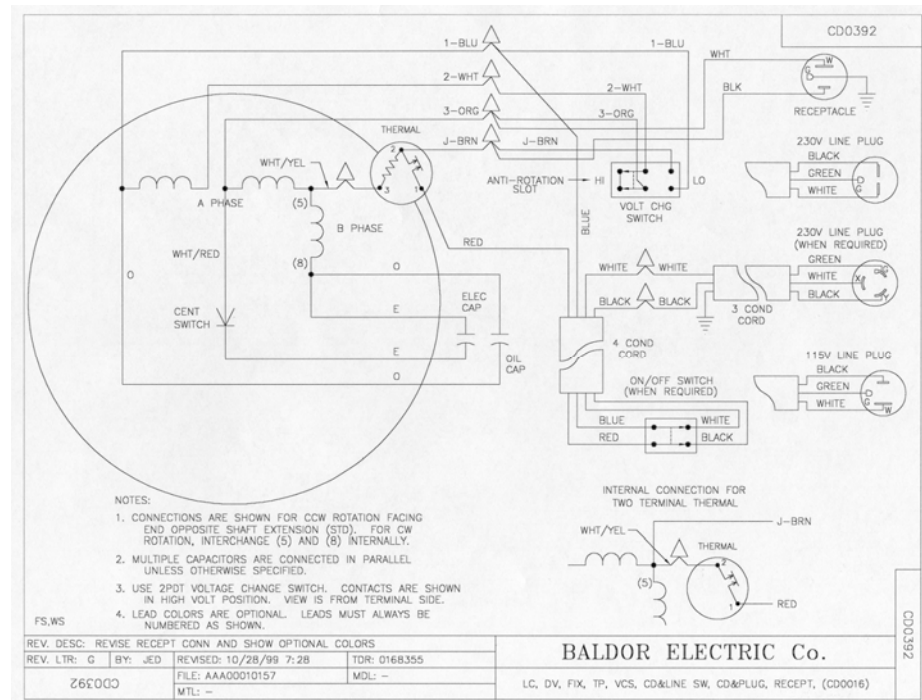 CD0392
1-BLU
1-BLU
WHT
2-WHT
2-WHT
BLK
RECEPTACLE
W
G
3-ORG
3-ORG
J-BRN
J-BRN
THERMAL
2
3
1
WHT/YEL
A PHASE
(5)
B PHASE
(8)
WHT/RED
CENT
SWITCH
O
O
E
E
O
ELEC
CAP
OIL
CAP
RED
BLUE
ANTI-ROTATION
SLOT
HI
LO
VOLT CHG
SWITCH
230V LINE PLUG
BLACK
GREEN
WHITE
G
230V LINE PLUG
(WHEN REQUIRED)
GREEN
WHITE
BLACK
G
X
Y
WHITE
WHITE
BLACK
BLACK
3 COND
CORD
4 COND
CORD
115V LINE PLUG
BLACK
GREEN
WHITE
G
W
ON/OFF SWITCH
(WHEN REQUIRED)
BLUE
WHITE
RED
BLACK
INTERNAL CONNECTION FOR
TWO TERMINAL THERMAL
J-BRN
WHT/YEL
THERMAL
(5)
2
1
RED
NOTES:
1. CONNECTIONS ARE SHOWN FOR CCW ROTATION FACING
END OPPOSITE SHAFT EXTENSION (STD). FOR CW
ROTATION, INTERCHANGE (5) AND (8) INTERNALLY.
2. MULTIPLE CAPACITORS ARE CONNECTED IN PARALLEL
UNLESS OTHERWISE SPECIFIED.
3. USE 2PDT VOLTAGE CHANGE SWITCH. CONTACTS ARE SHOWN
IN HIGH VOLT POSITION. VIEW IS FROM TERMINAL SIDE.
4. LEAD COLORS ARE OPTIONAL. LEADS MUST ALWAYS BE
NUMBERED AS SHOWN.
FS,WS
CD0392
REV. DESC: REVISE RECEPT CONN AND SHOW OPTIONAL COLORS
REV. LTR: G
BY: JED
REVISED: 10/28/99 7:28
TDR: 0168355
CD0392
FILE: AAA00010157
MDL: -
MTL: -
BALDOR ELECTRIC Co.
LC, DV, FIX, TP, VCS, CD&LINE SW, CD&PLUG, RECEPT, (CD0016)